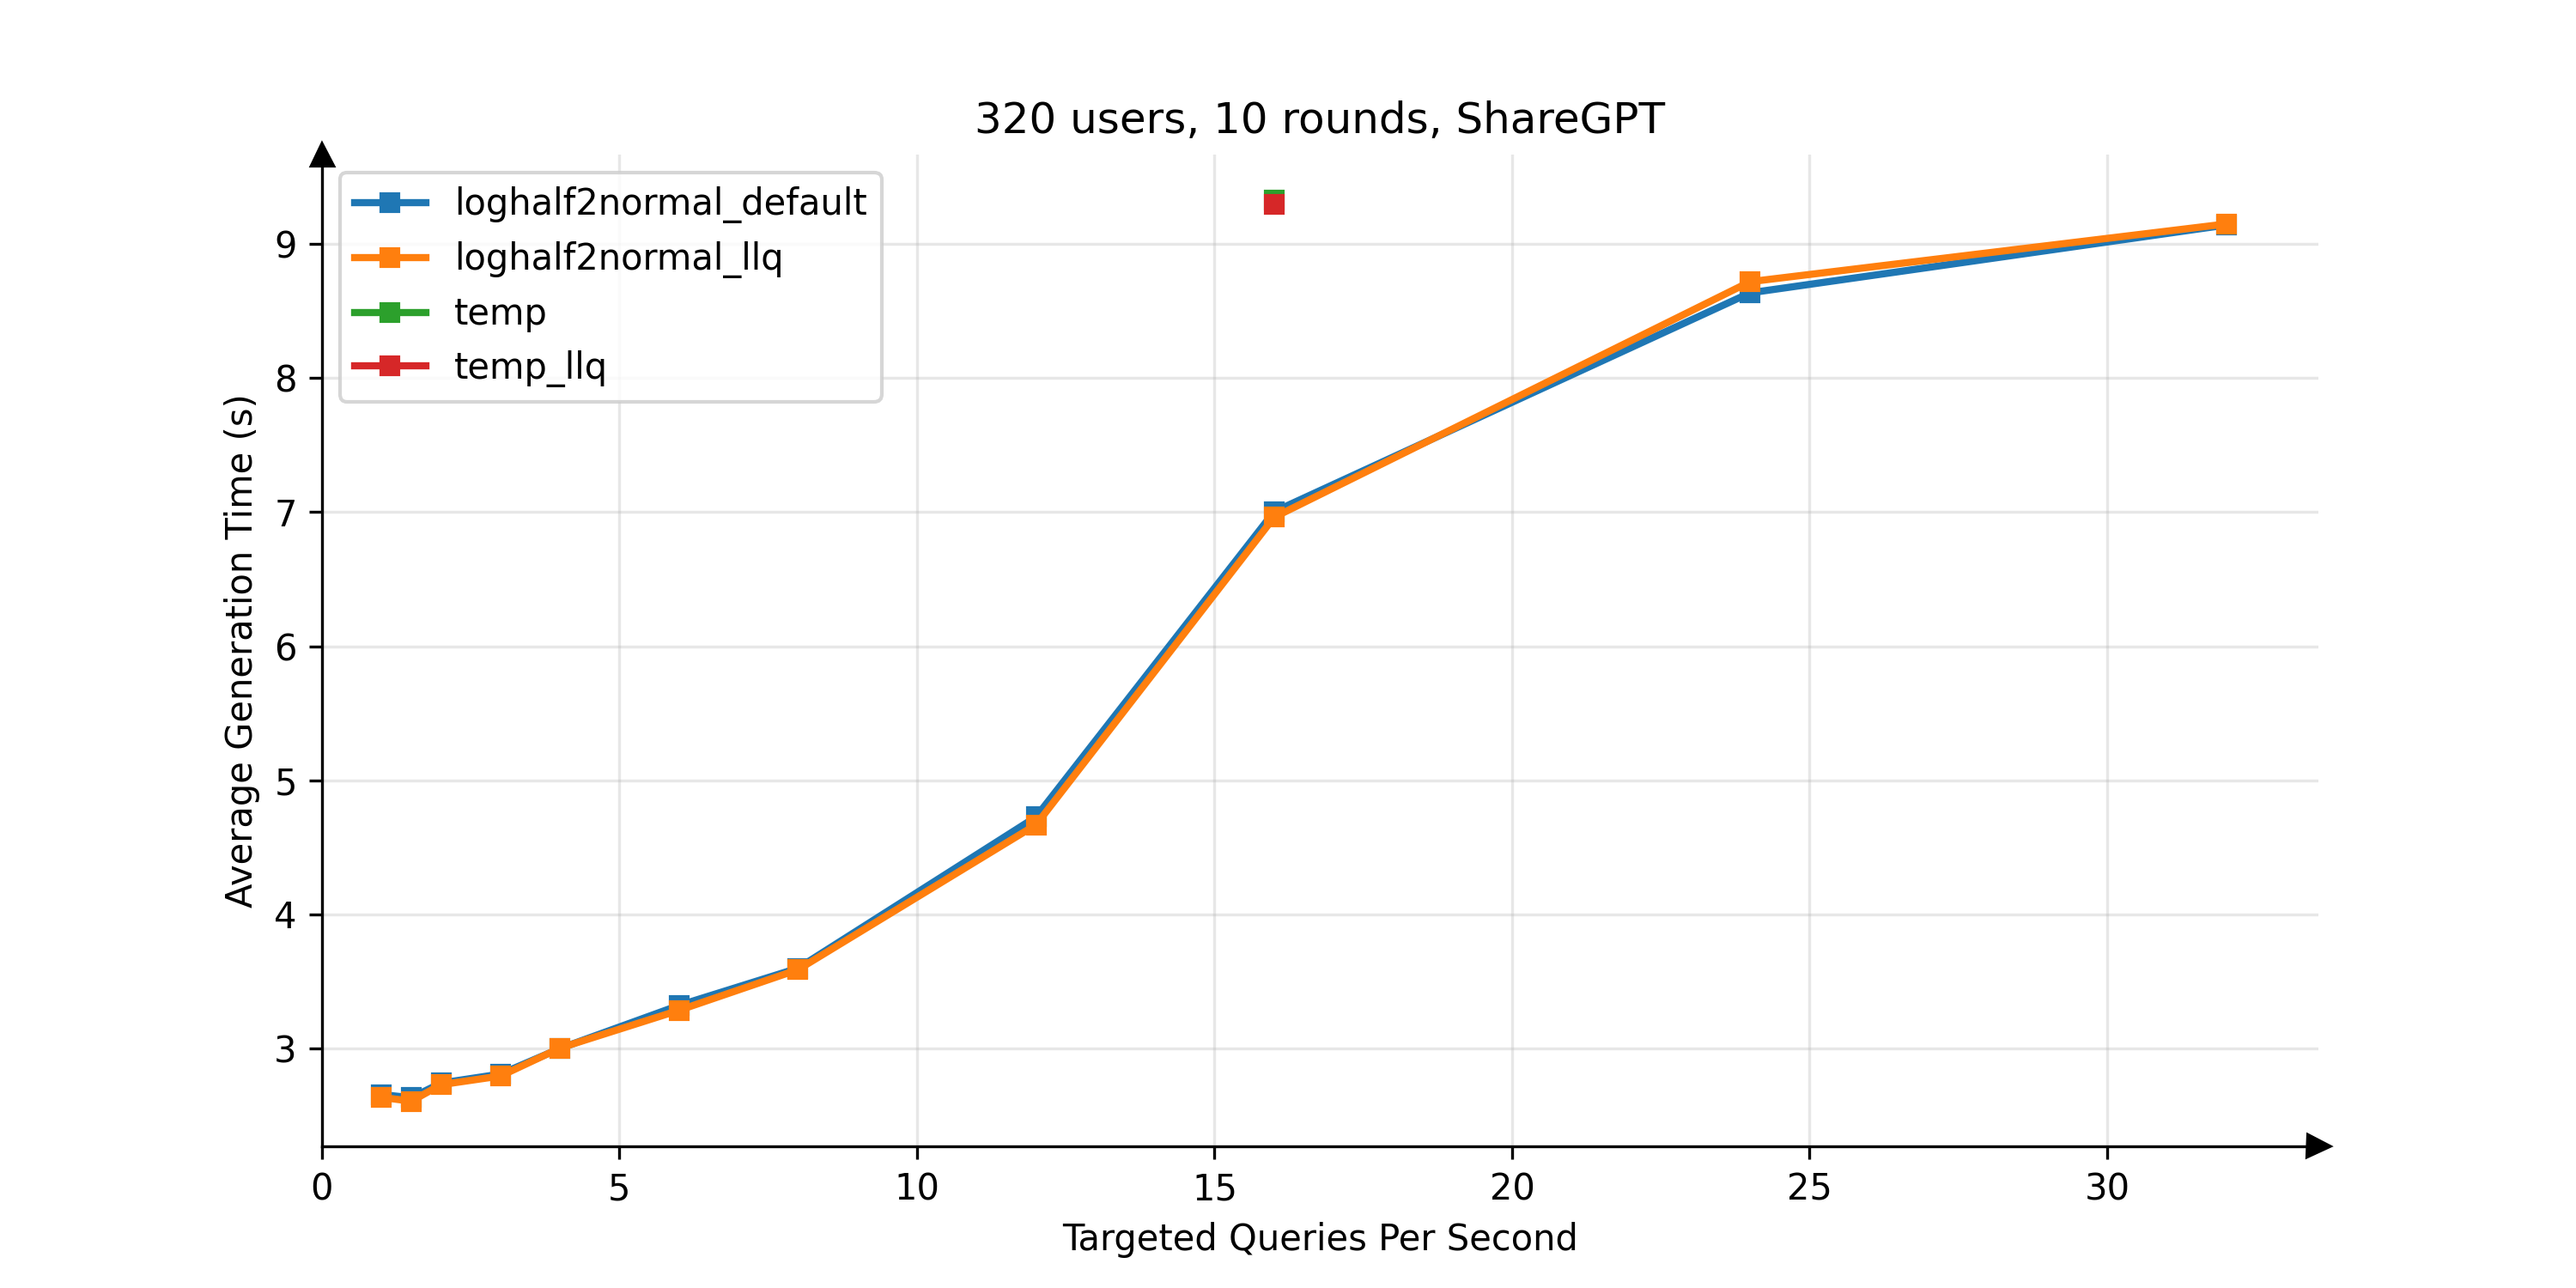 320 users, 10 rounds, ShareGPT
loghalf2normal_default
loghalf2normal_llq
temp
temp_llq
Average Generation Time (s)
9
8
7
6
5
4
3
0 5 10 15 20 25 30
Targeted Queries Per Second